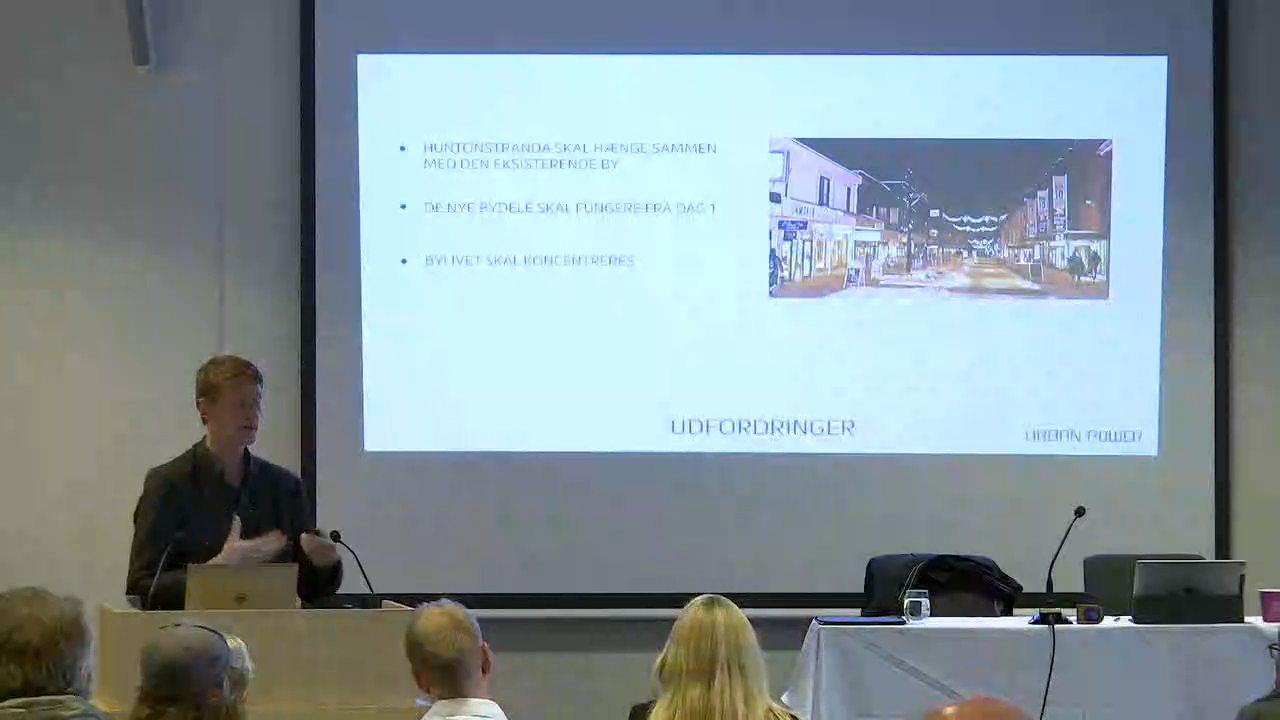 HUNTONSTRANDA SKAL HÆNGE SAMMEN
MED DEN EKSISTERENDE BY
DE NYE BYDELE SKAL FUNGERE FRA DAG 1
BYLIVET SKAL KONCENTRERES
UDFORDRINGER
URBAN POWER